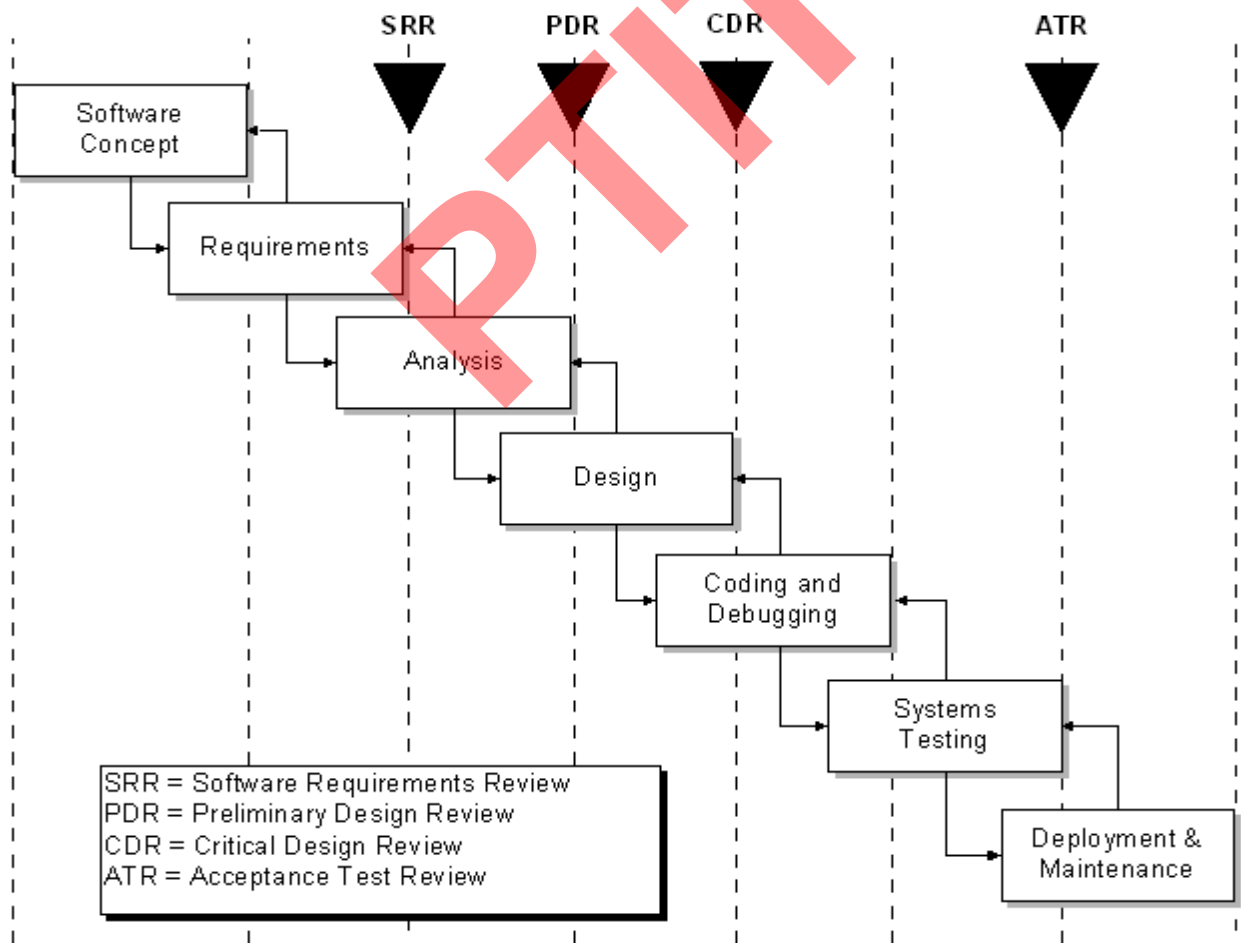 SRR PDR CDR ATR
Software
Concept
Requirements
Analysis
Design
Coding and
Debugging
Systems
Testing
Deployment &
Maintenance
SRR = Software Requirements Review
PDR = Preliminary Design Review
CDR = Critical Design Review
ATR = Acceptance Test Review
PTIT